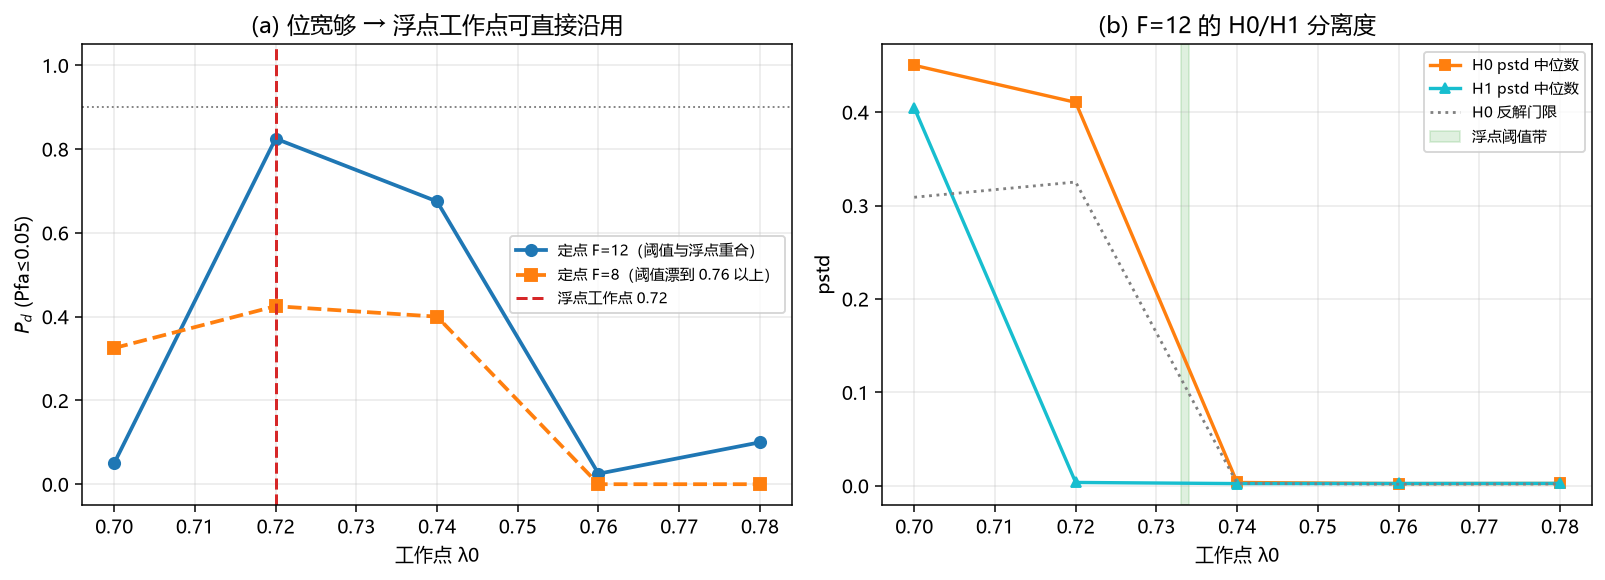 (a) 位宽够 → 浮点工作点可直接沿用
1.0
0.8
0.6
0.4
0.2
0.0
P_d (Pfa≤0.05)
定点 F=12（阈值与浮点重合）
定点 F=8（阈值漂到 0.76 以上）
浮点工作点 0.72
0.70 0.71 0.72 0.73 0.74 0.75 0.76 0.77 0.78
工作点 λ0
(b) F=12 的 H0/H1 分离度
0.4
0.3
0.2
0.1
0.0
pstd
H0 pstd 中位数
H1 pstd 中位数
H0 反解门限
浮点阈值带
0.70 0.71 0.72 0.73 0.74 0.75 0.76 0.77 0.78
工作点 λ0